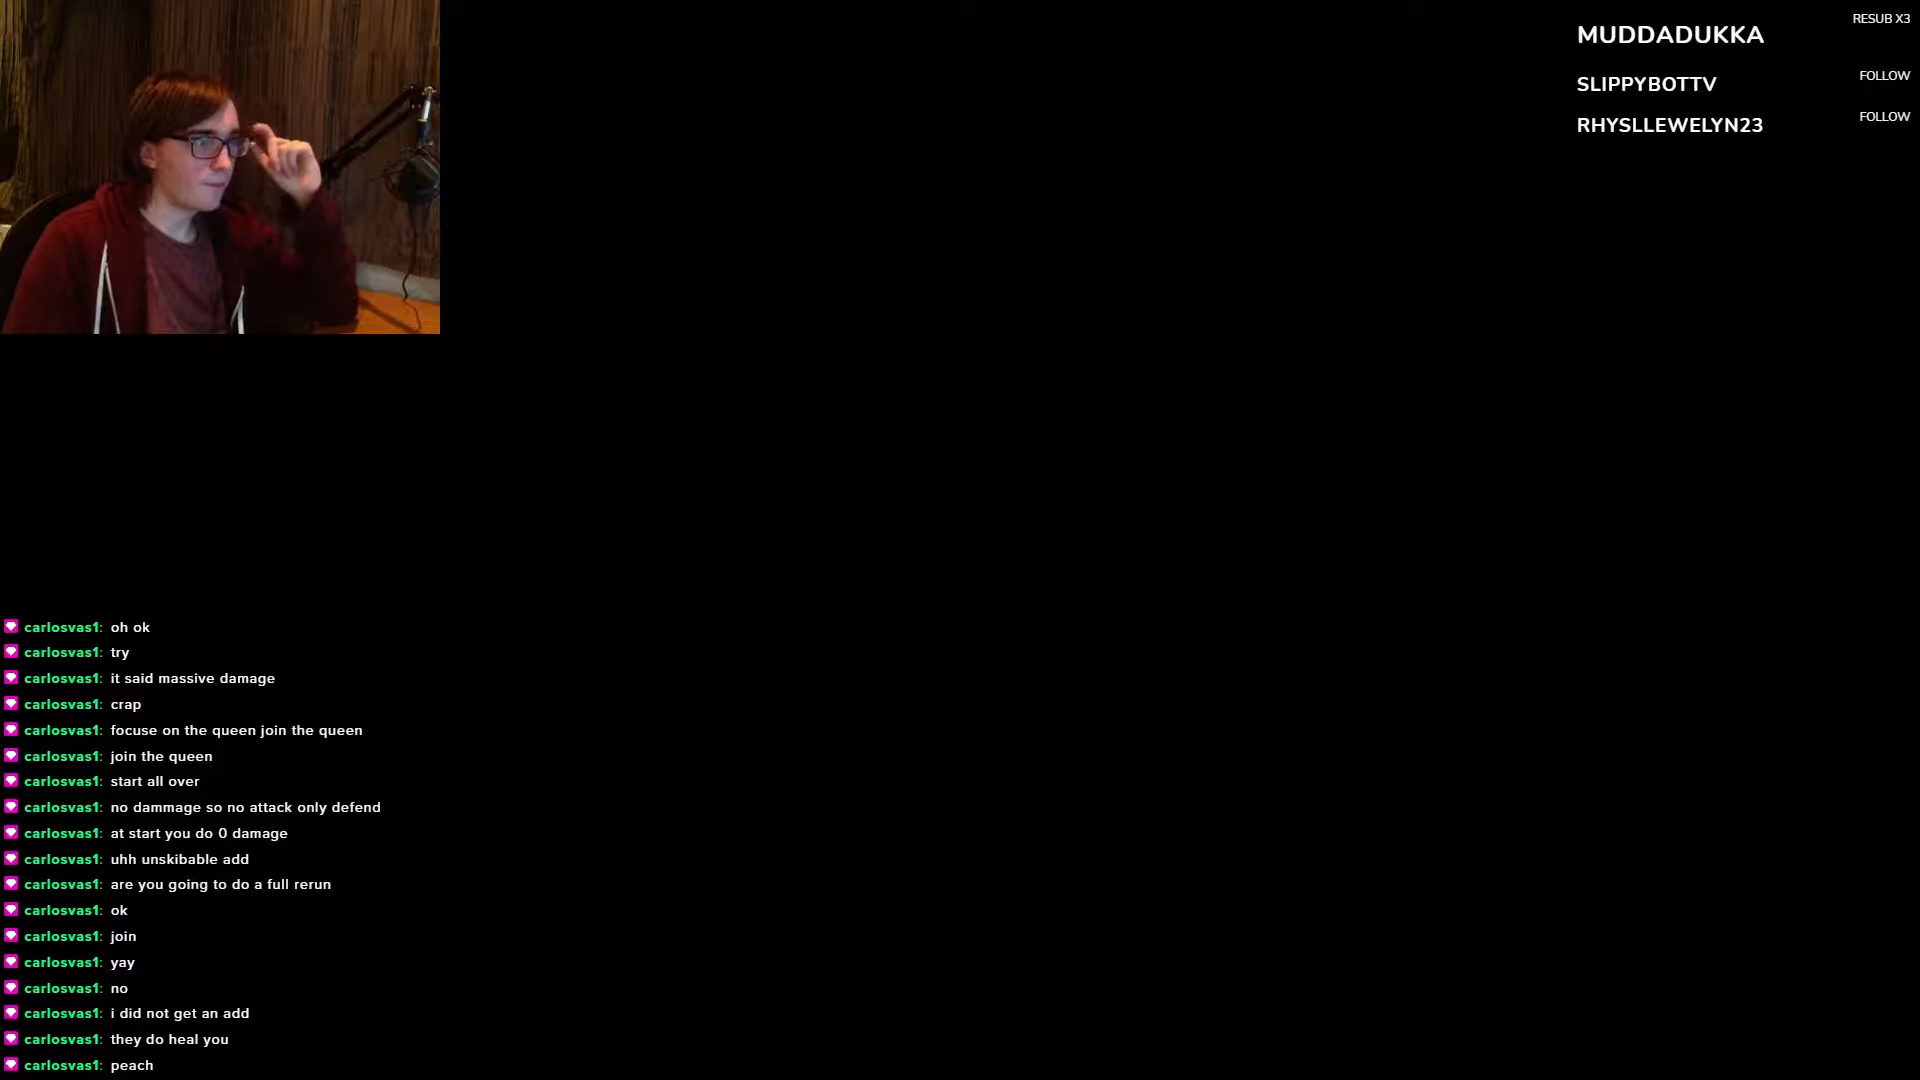 MUDDADUKKA RESUB X3
SLIPPYBOTTV FOLLOW
RHYSLLEWELYN23 FOLLOW
carlosvas1: oh ok
carlosvas1: try
carlosvas1: it said massive damage
carlosvas1: crap
carlosvas1: focuse on the queen join the queen
carlosvas1: join the queen
carlosvas1: start all over
carlosvas1: no dammage so no attack only defend
carlosvas1: at start you do 0 damage
carlosvas1: uhh unskibable add
carlosvas1: are you going to do a full rerun
carlosvas1: ok
carlosvas1: join
carlosvas1: yay
carlosvas1: no
carlosvas1: i did not get an add
carlosvas1: they do heal you
carlosvas1: peach